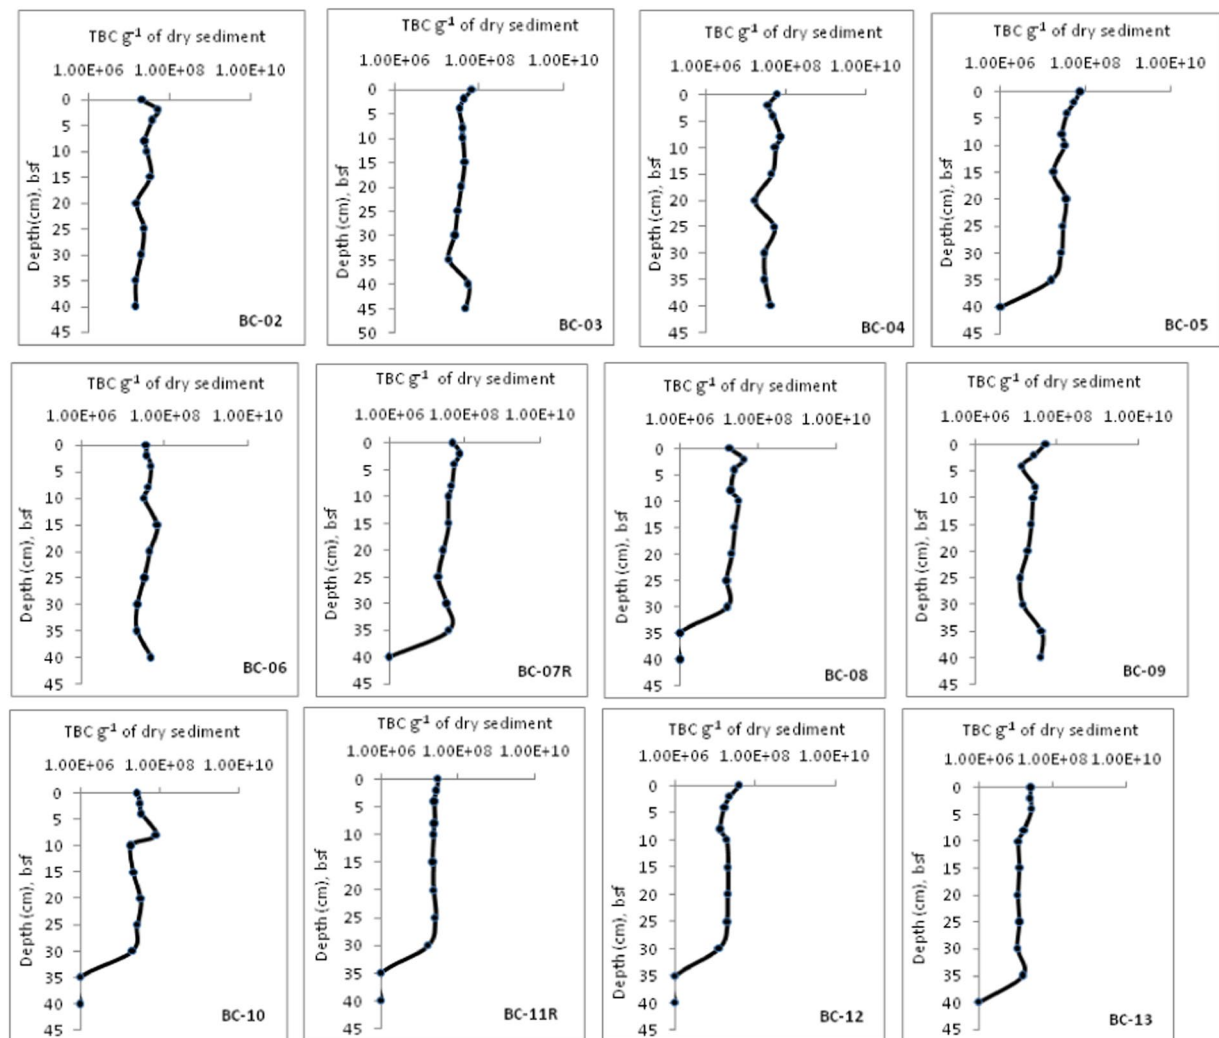 TBC g⁻¹ of dry sediment
1.00E+06 1.00E+08 1.00E+10
Depth(cm), bsf
0
5
10
15
20
25
30
35
40
45
BC-02
TBC g⁻¹ of dry sediment
1.00E+06 1.00E+08 1.00E+10
Depth (cm), bsf
0
5
10
15
20
25
30
35
40
45
50
BC-03
TBC g⁻¹ of dry sediment
1.00E+06 1.00E+08 1.00E+10
Depth (cm), bsf
0
5
10
15
20
25
30
35
40
45
BC-04
TBC g⁻¹ of dry sediment
1.00E+06 1.00E+08 1.00E+10
Depth(cm), bsf
0
5
10
15
20
25
30
35
40
45
BC-05
TBC g⁻¹ of dry sediment
1.00E+06 1.00E+08 1.00E+10
Depth (cm), bsf
0
5
10
15
20
25
30
35
40
45
BC-06
TBC g⁻¹ of dry sediment
1.00E+06 1.00E+08 1.00E+10
Depth (cm), bsf
0
5
10
15
20
25
30
35
40
45
BC-07R
TBC g⁻¹ of dry sediment
1.00E+06 1.00E+08 1.00E+10
Depth (cm), bsf
0
5
10
15
20
25
30
35
40
45
BC-08
TBC g⁻¹ of dry sediment
1.00E+06 1.00E+08 1.00E+10
Depth (cm), bsf
0
5
10
15
20
25
30
35
40
45
BC-09
TBC g⁻¹ of dry sediment
1.00E+06 1.00E+08 1.00E+10
Depth (cm), bsf
0
5
10
15
20
25
30
35
40
45
BC-10
TBC g⁻¹ of dry sediment
1.00E+06 1.00E+08 1.00E+10
Depth (cm), bsf
0
5
10
15
20
25
30
35
40
45
50
BC-11R
TBC g⁻¹ of dry sediment
1.00E+06 1.00E+08 1.00E+10
Depth (cm), bsf
0
5
10
15
20
25
30
35
40
45
BC-12
TBC g⁻¹ of dry sediment
1.00E+06 1.00E+08 1.00E+10
Depth (cm), bsf
0
5
10
15
20
25
30
35
40
45
BC-13